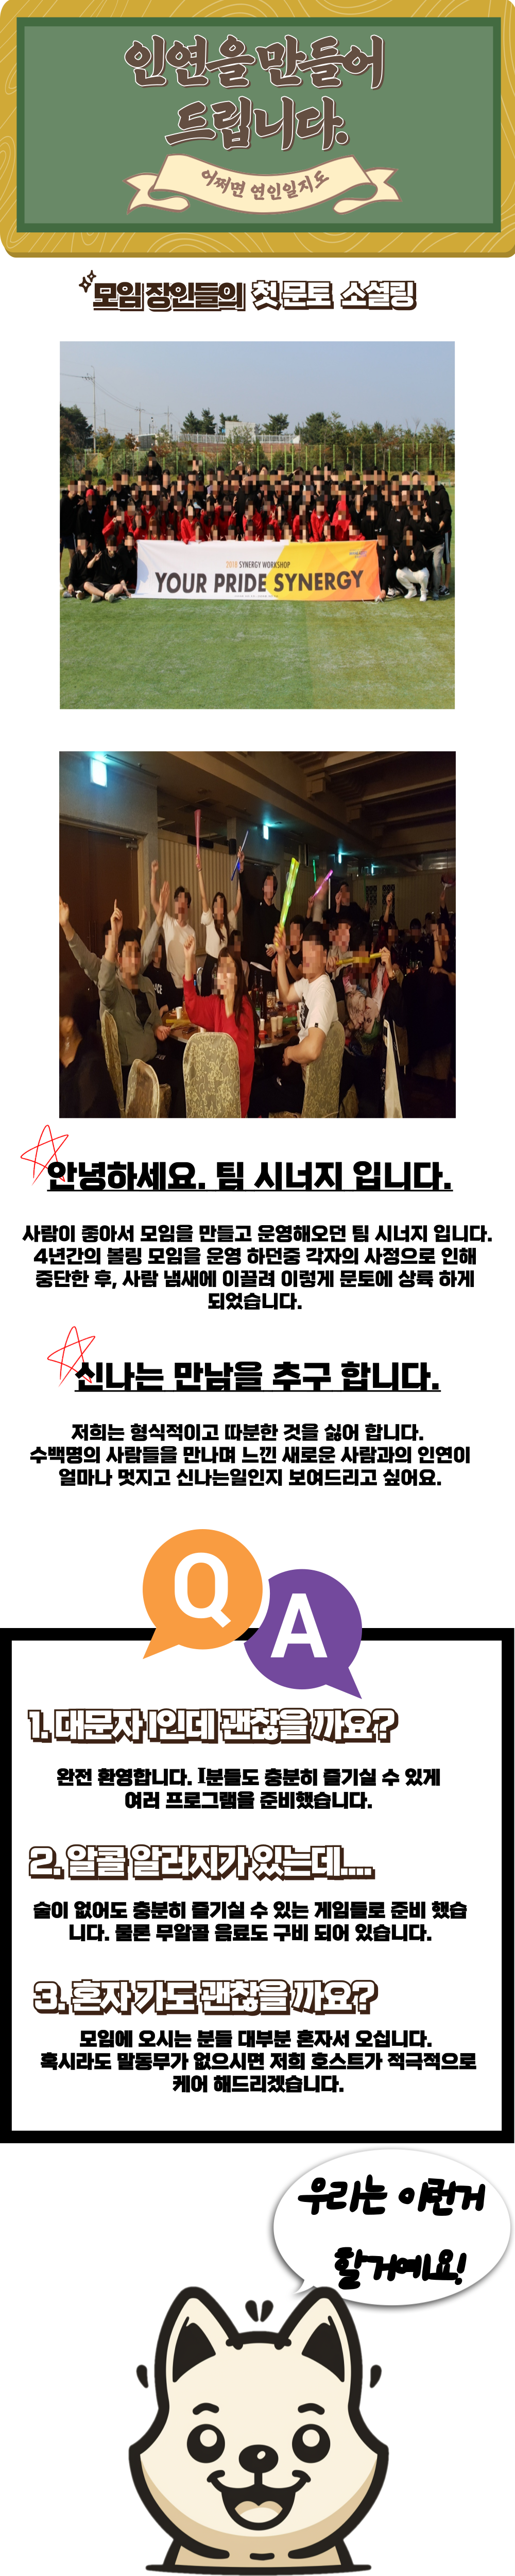 인연을 만들어
드립니다.
어쩌면 연인일지도
모임 장인들의 첫 문토 소셜링
2018 SYNERGY WORKSHOP
YOUR PRIDE SYNERGY
안녕하세요. 팀 시너지 입니다.
사람이 좋아서 모임을 만들고 운영해오던 팀 시너지 입니다.
4년간의 볼링 모임을 운영 하던중 각자의 사정으로 인해
중단한 후, 사람 냄새에 이끌려 이렇게 문토에 상륙 하게
되었습니다.
신나는 만남을 추구 합니다.
저희는 형식적이고 따분한 것을 싫어 합니다.
수백명의 사람들을 만나며 느낀 새로운 사람과의 인연이
얼마나 멋지고 신나는일인지 보여드리고 싶어요.
Q A
1. 대문자 I인데 괜찮을 까요?
완전 환영합니다. I분들도 충분히 즐기실 수 있게
여러 프로그램을 준비했습니다.
2. 알콜 알러지가 있는데....
술이 없어도 충분히 즐기실 수 있는 게임들로 준비 했습
니다. 물론 무알콜 음료도 구비 되어 있습니다.
3. 혼자 가도 괜찮을 까요?
모임에 오시는 분들 대부분 혼자서 오십니다.
혹시라도 말동무가 없으시면 저희 호스트가 적극적으로
케어 해드리겠습니다.
우리는 이런거
할거예요!